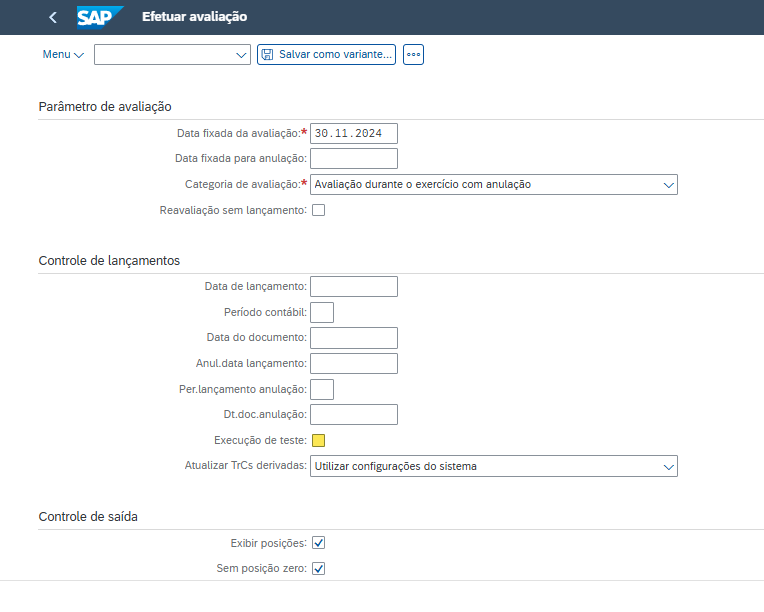 SAP Efetuar avaliação
Menu Salvar como variante...
Parâmetro de avaliação
Data fixada da avaliação:* 30.11.2024
Data fixada para anulação:
Categoria de avaliação:* Avaliação durante o exercício com anulação
Reavaliação sem lançamento:
Controle de lançamentos
Data de lançamento:
Período contábil:
Data do documento:
Anul.data lançamento:
Per.lançamento anulação:
Dt.doc.anulação:
Execução de teste:
Atualizar TrCs derivadas: Utilizar configurações do sistema
Controle de saída
Exibir posições:
Sem posição zero: